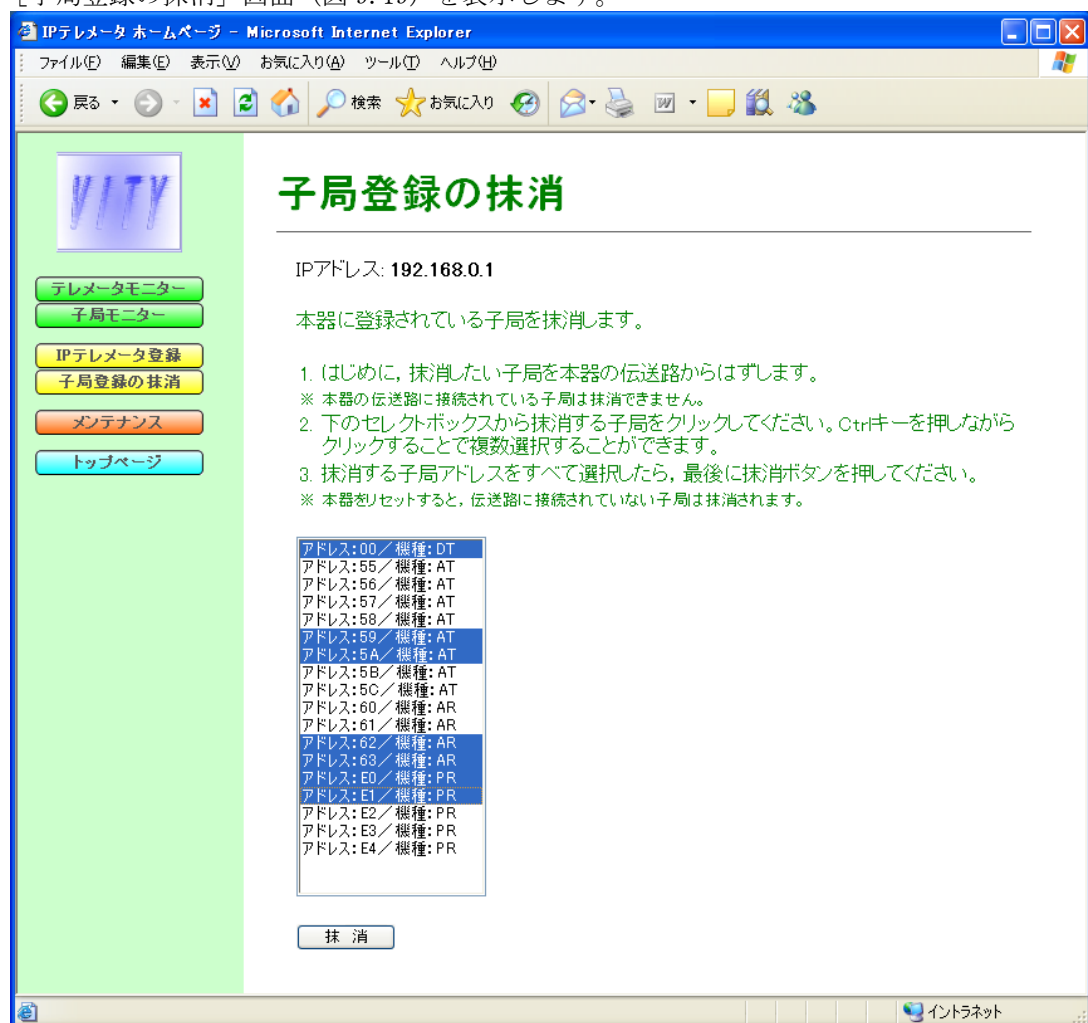 ［子局登録の抹消］画面（図 5.15）を表示します。
IPテレメータ ホームページ - Microsoft Internet Explorer
ファイル(F) 編集(E) 表示(V) お気に入り(A) ツール(T) ヘルプ(H)
戻る 検索 お気に入り
VITY
テレメータモニター
子局モニター
IPテレメータ登録
子局登録の抹消
メンテナンス
トップページ
子局登録の抹消
IPアドレス: 192.168.0.1
本器に登録されている子局を抹消します。
1. はじめに，抹消したい子局を本器の伝送路からはずします。
※ 本器の伝送路に接続されている子局は抹消できません。
2. 下のセレクトボックスから抹消する子局をクリックしてください。Ctrlキーを押しながら
クリックすることで複数選択することができます。
3. 抹消する子局アドレスをすべて選択したら，最後に抹消ボタンを押してください。
※ 本器をリセットすると，伝送路に接続されていない子局は抹消されます。
アドレス:00／機種:DT
アドレス:55／機種:AT
アドレス:56／機種:AT
アドレス:57／機種:AT
アドレス:58／機種:AT
アドレス:59／機種:AT
アドレス:5A／機種:AT
アドレス:5B／機種:AT
アドレス:5C／機種:AT
アドレス:60／機種:AR
アドレス:61／機種:AR
アドレス:62／機種:AR
アドレス:63／機種:AR
アドレス:E0／機種:PR
アドレス:E1／機種:PR
アドレス:E2／機種:PR
アドレス:E3／機種:PR
アドレス:E4／機種:PR
抹 消
イントラネット